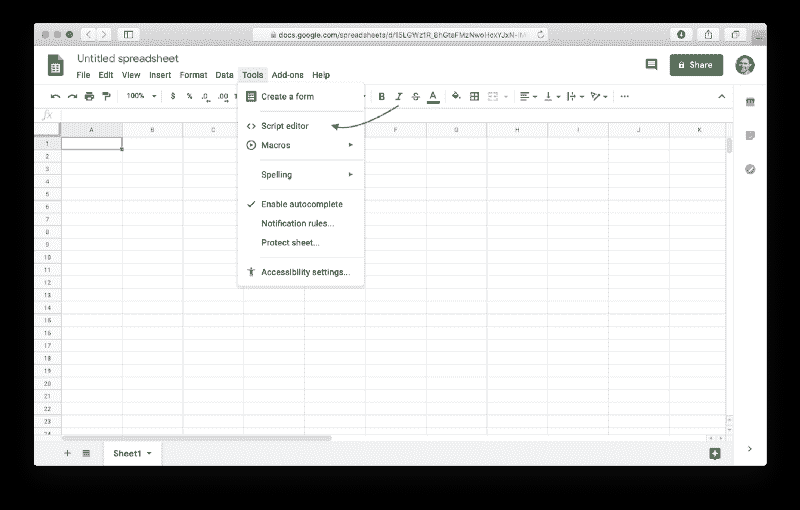 docs.google.com/spreadsheets/d/
Untitled spreadsheet
File Edit View Insert Format Data Tools Add-ons Help
Share
100% $ % .0 .00 B I S A
Create a form
fx
Script editor
A B C F G H I J K
Macros
Spelling
Enable autocomplete
Notification rules...
Protect sheet...
Accessibility settings...
1
2
3
4
5
6
7
8
9
10
11
12
13
14
15
16
17
18
19
20
21
22
23
24
Sheet1